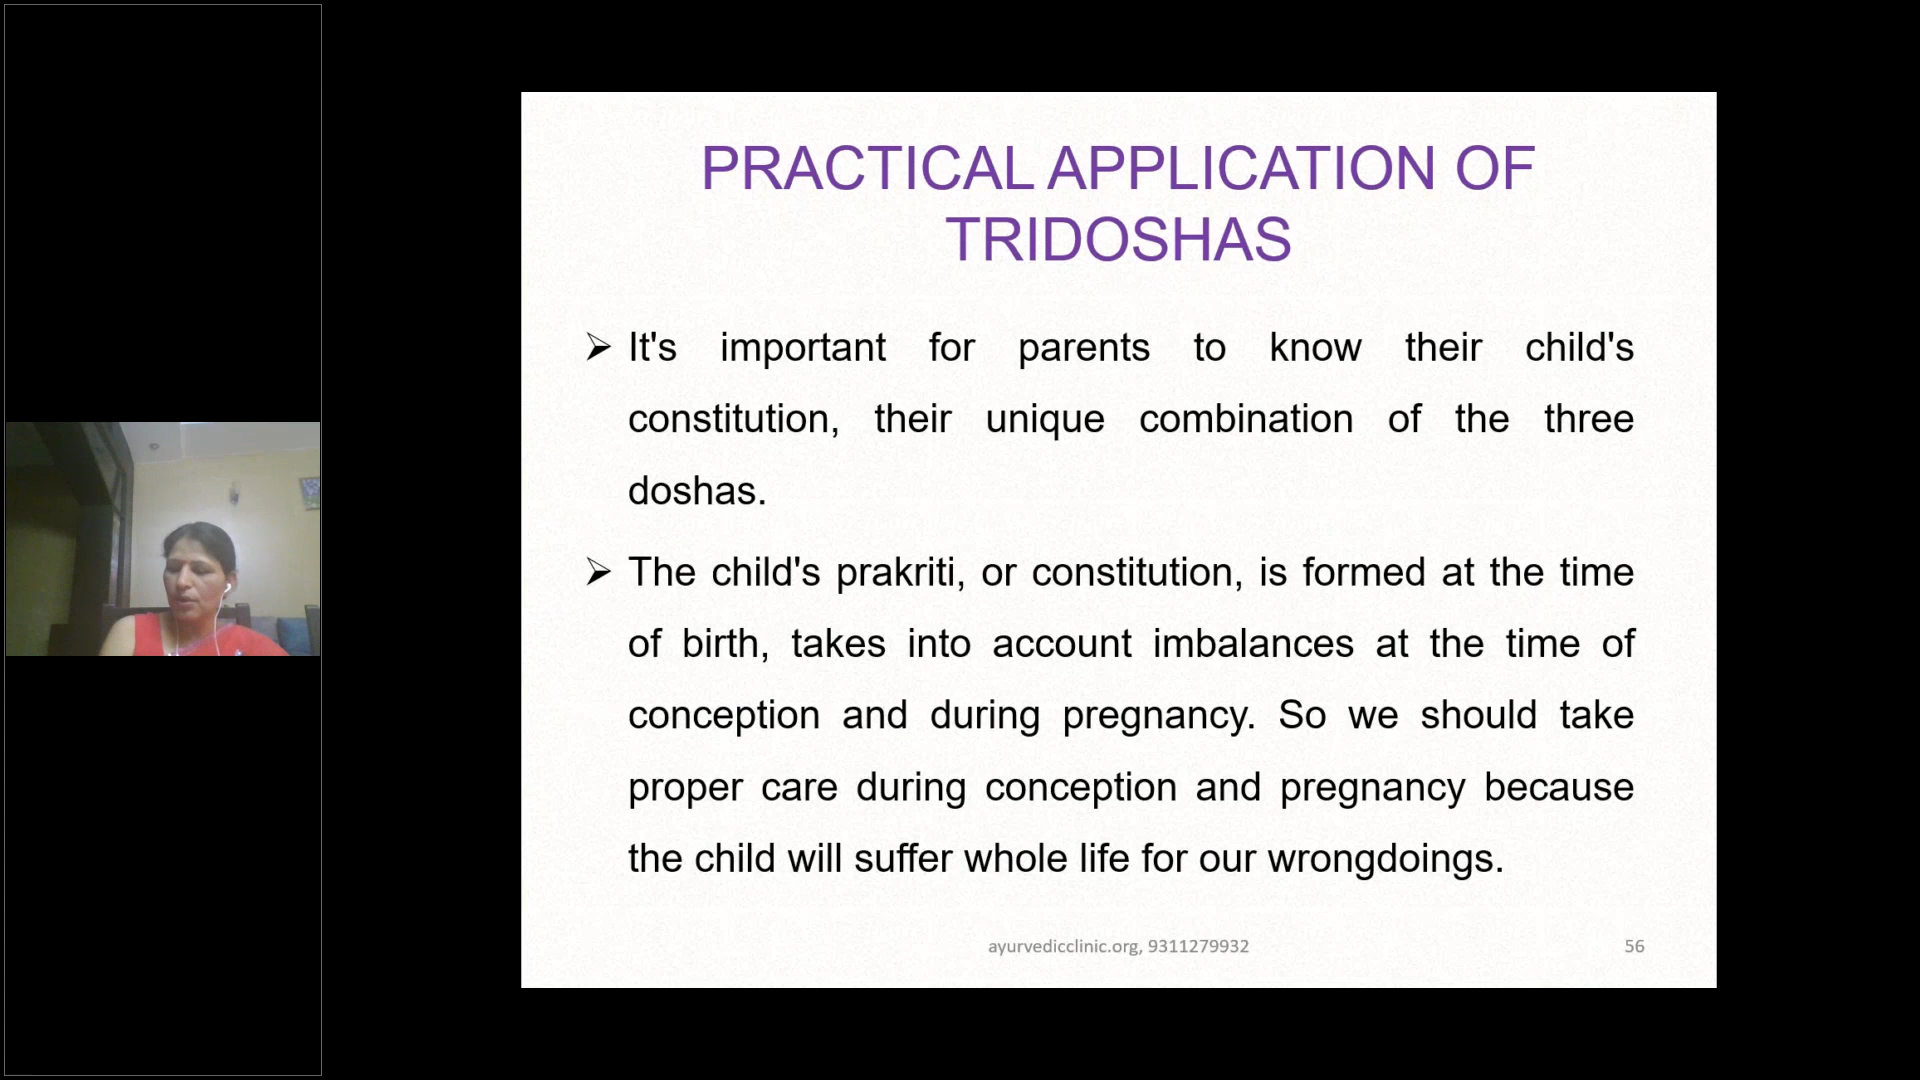 PRACTICAL APPLICATION OF
TRIDOSHAS
It's important for parents to know their child's
constitution, their unique combination of the three
doshas.
The child's prakriti, or constitution, is formed at the time
of birth, takes into account imbalances at the time of
conception and during pregnancy. So we should take
proper care during conception and pregnancy because
the child will suffer whole life for our wrongdoings.
ayurvedicclinic.org, 9311279932
56